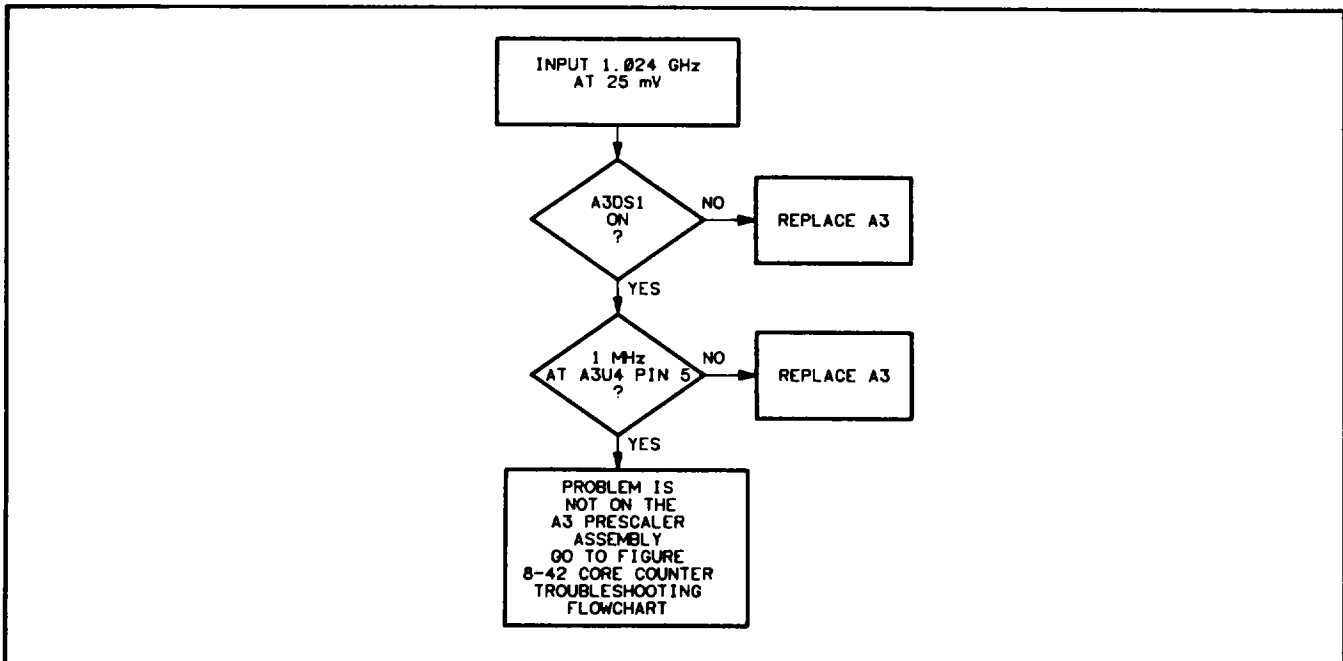 INPUT 1.024 GHz
AT 25 mV
A3DS1
ON
?
NO
REPLACE A3
YES
1 MHz
AT A3U4 PIN 5
?
NO
REPLACE A3
YES
PROBLEM IS
NOT ON THE
A3 PRESCALER
ASSEMBLY
GO TO FIGURE
8-42 CORE COUNTER
TROUBLESHOOTING
FLOWCHART